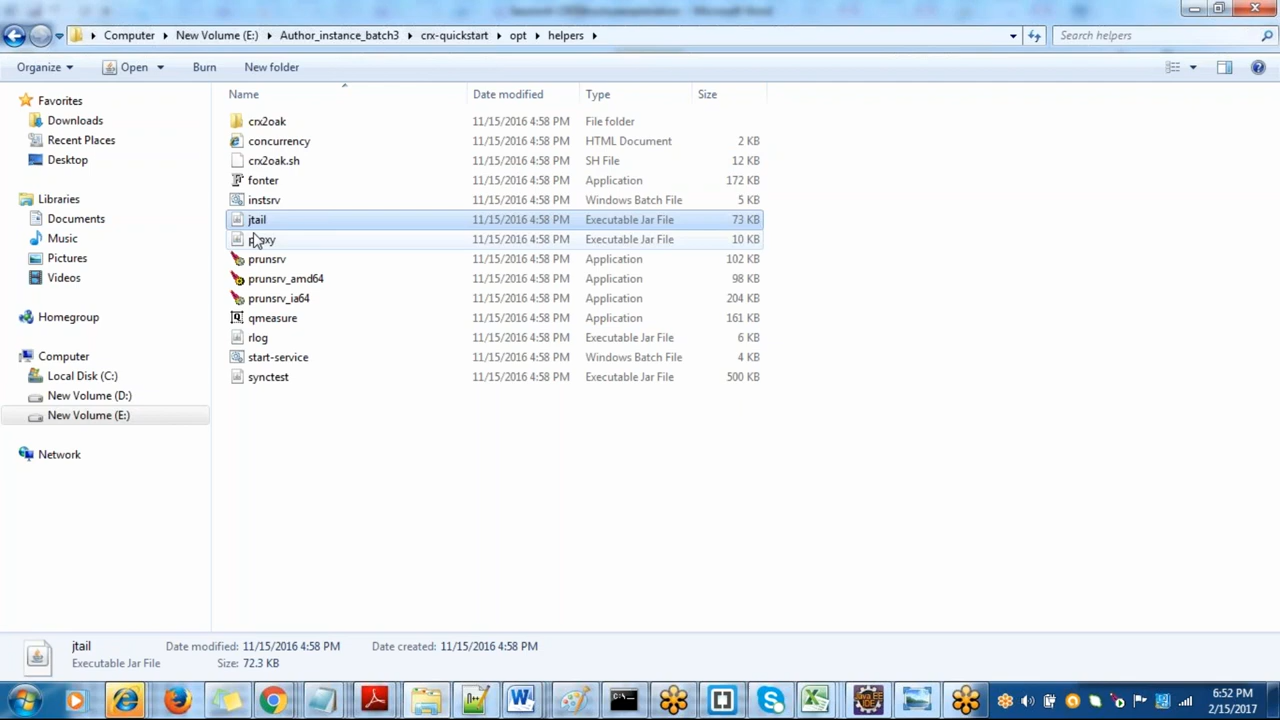 Computer New Volume (E:) Author_instance_batch3 crx-quickstart opt helpers Search helpers
Organize Open Burn New folder
Name Date modified Type Size
Favorites
Downloads
Recent Places
Desktop
Libraries
Documents
Music
Pictures
Videos
Homegroup
Computer
Local Disk (C:)
New Volume (D:)
New Volume (E:)
Network
crx2oak 11/15/2016 4:58 PM File folder
concurrency 11/15/2016 4:58 PM HTML Document 2 KB
crx2oak.sh 11/15/2016 4:58 PM SH File 12 KB
fonter 11/15/2016 4:58 PM Application 172 KB
instsrv 11/15/2016 4:58 PM Windows Batch File 5 KB
jtail 11/15/2016 4:58 PM Executable Jar File 73 KB
proxy 11/15/2016 4:58 PM Executable Jar File 10 KB
prunsrv 11/15/2016 4:58 PM Application 102 KB
prunsrv_amd64 11/15/2016 4:58 PM Application 98 KB
prunsrv_ia64 11/15/2016 4:58 PM Application 204 KB
qmeasure 11/15/2016 4:58 PM Application 161 KB
rlog 11/15/2016 4:58 PM Executable Jar File 6 KB
start-service 11/15/2016 4:58 PM Windows Batch File 4 KB
synctest 11/15/2016 4:58 PM Executable Jar File 500 KB
jtail Date modified: 11/15/2016 4:58 PM Date created: 11/15/2016 4:58 PM
Executable Jar File Size: 72.3 KB
6:52 PM
2/15/2017